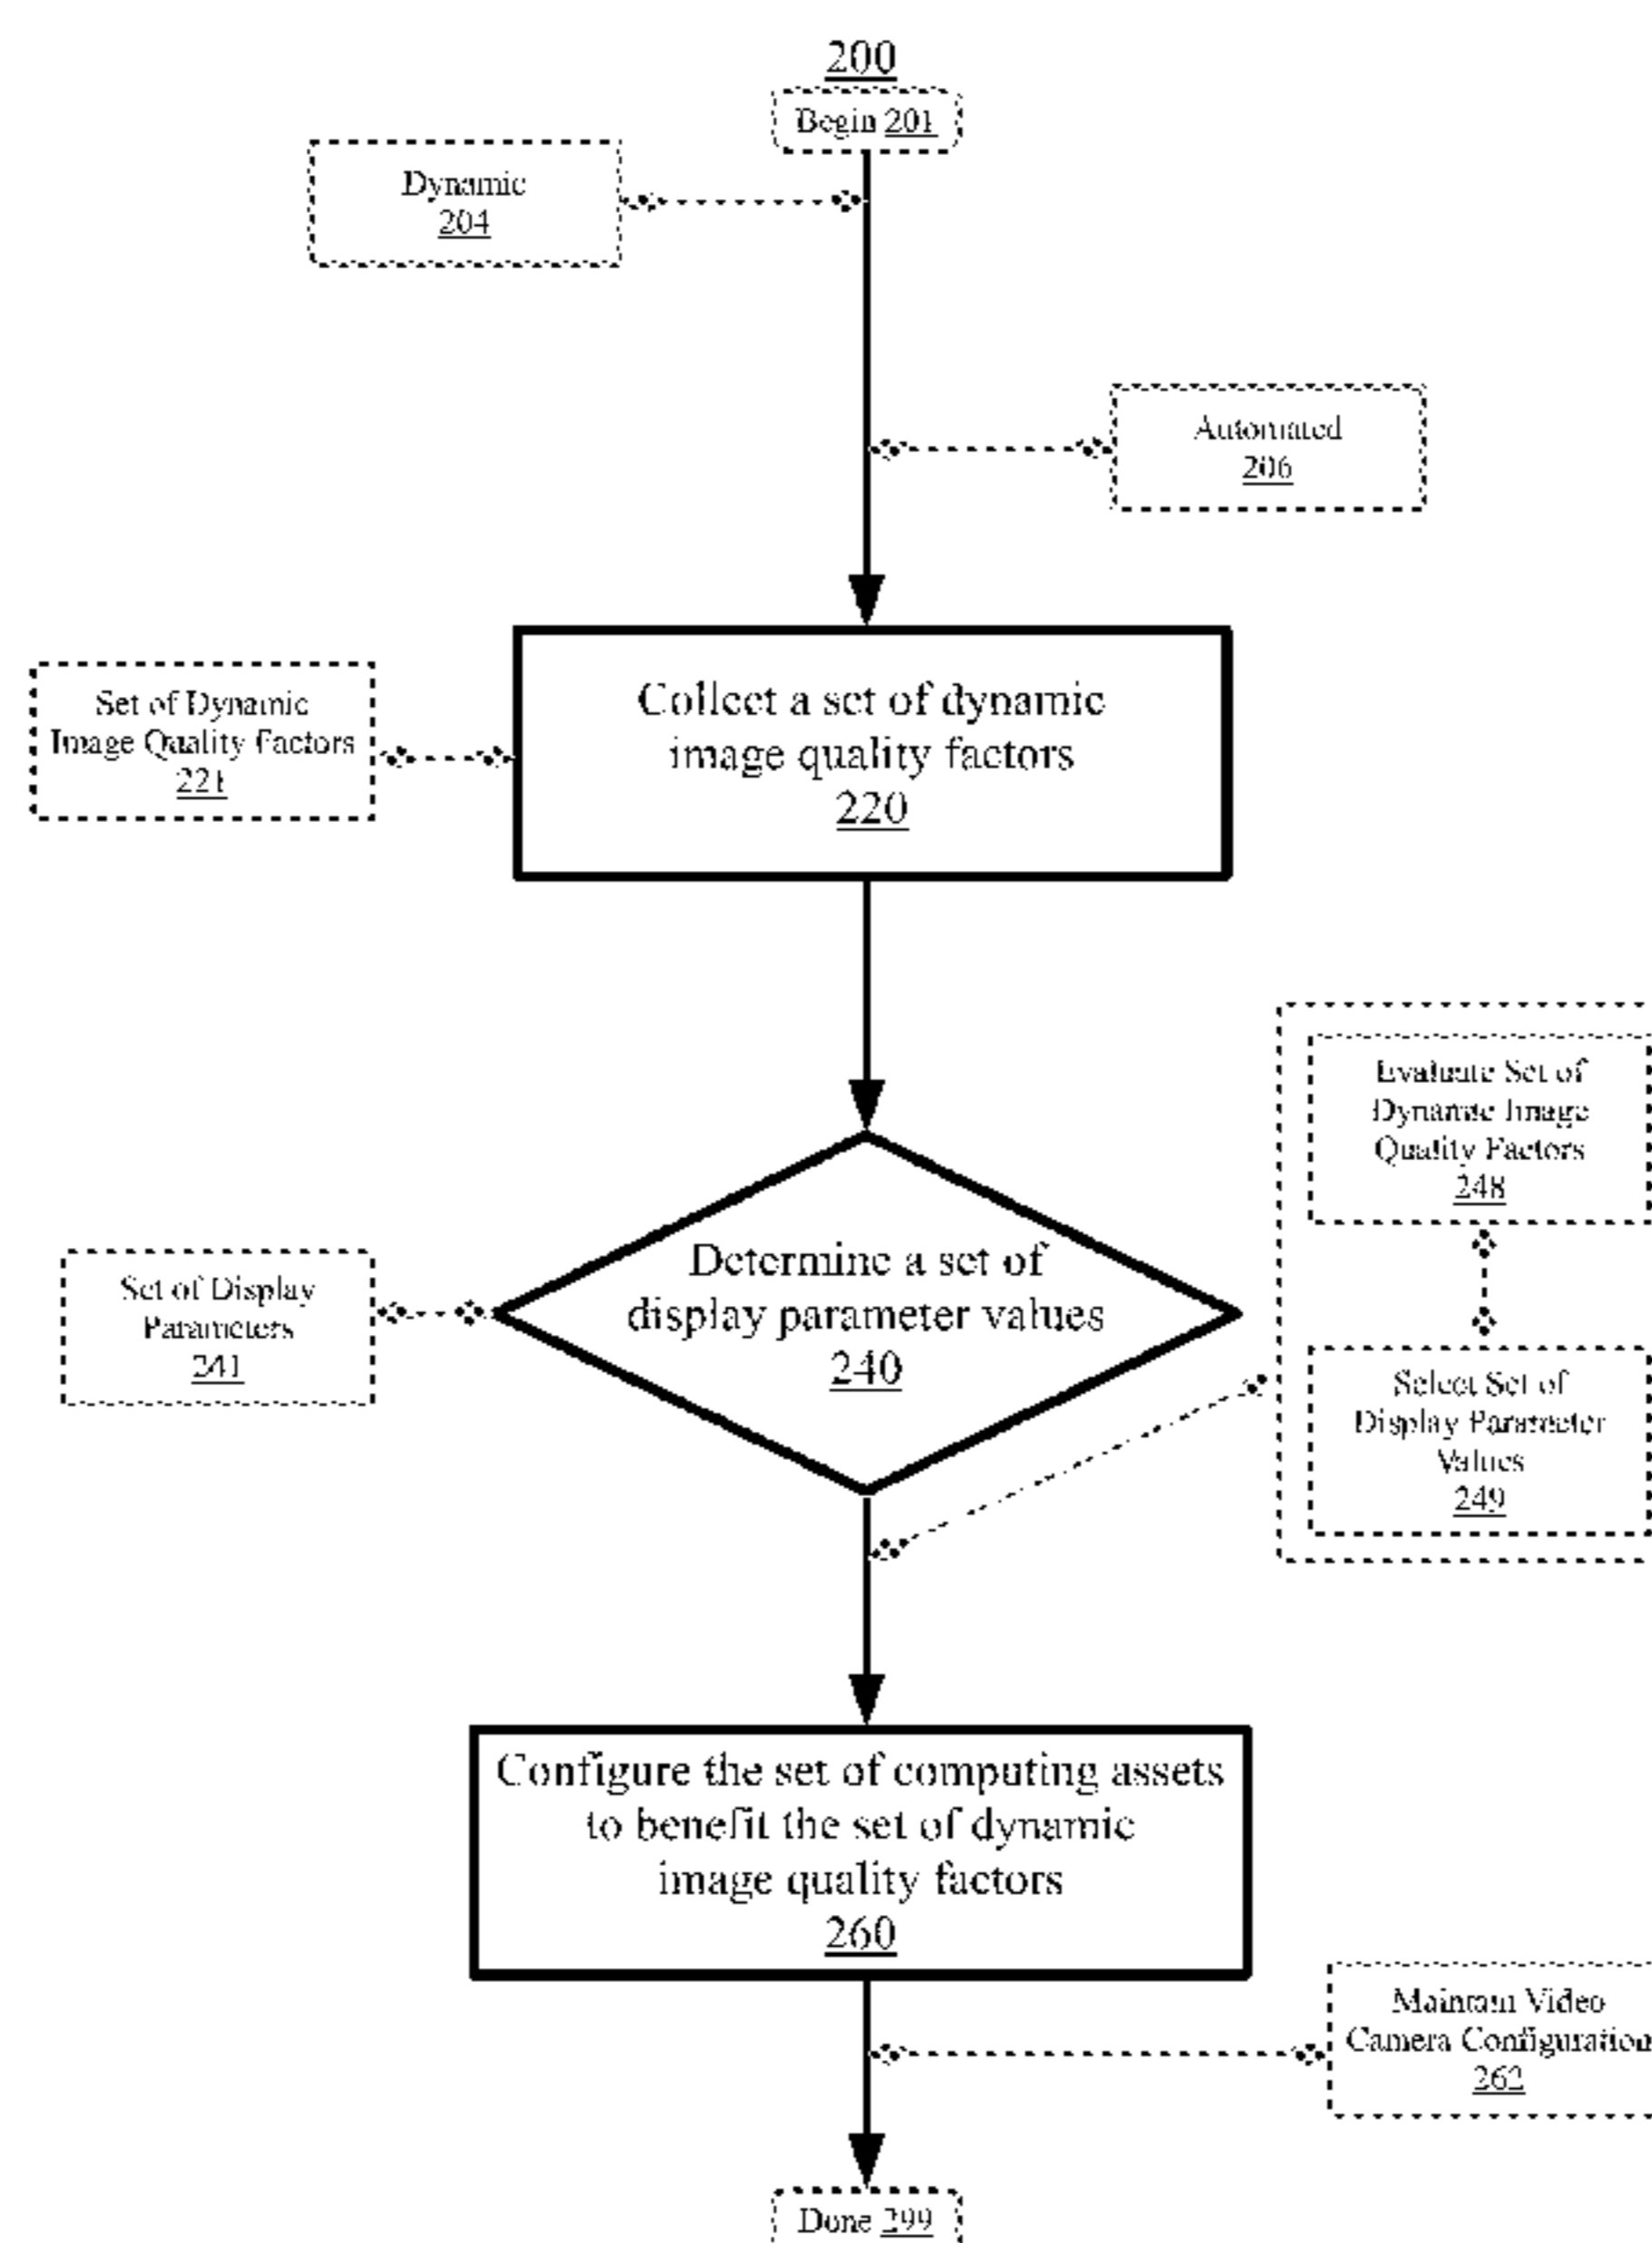 200
Begin 201
Dynamic
204
Automated
206
Set of Dynamic
Image Quality Factors
221
Collect a set of dynamic
image quality factors
220
Evaluate Set of
Dynamic Image
Quality Factors
248
Set of Display
Parameters
241
Determine a set of
display parameter values
240
Select Set of
Display Parameter
Values
249
Configure the set of computing assets
to benefit the set of dynamic
image quality factors
260
Maintain Video
Camera Configuration
262
Done 299